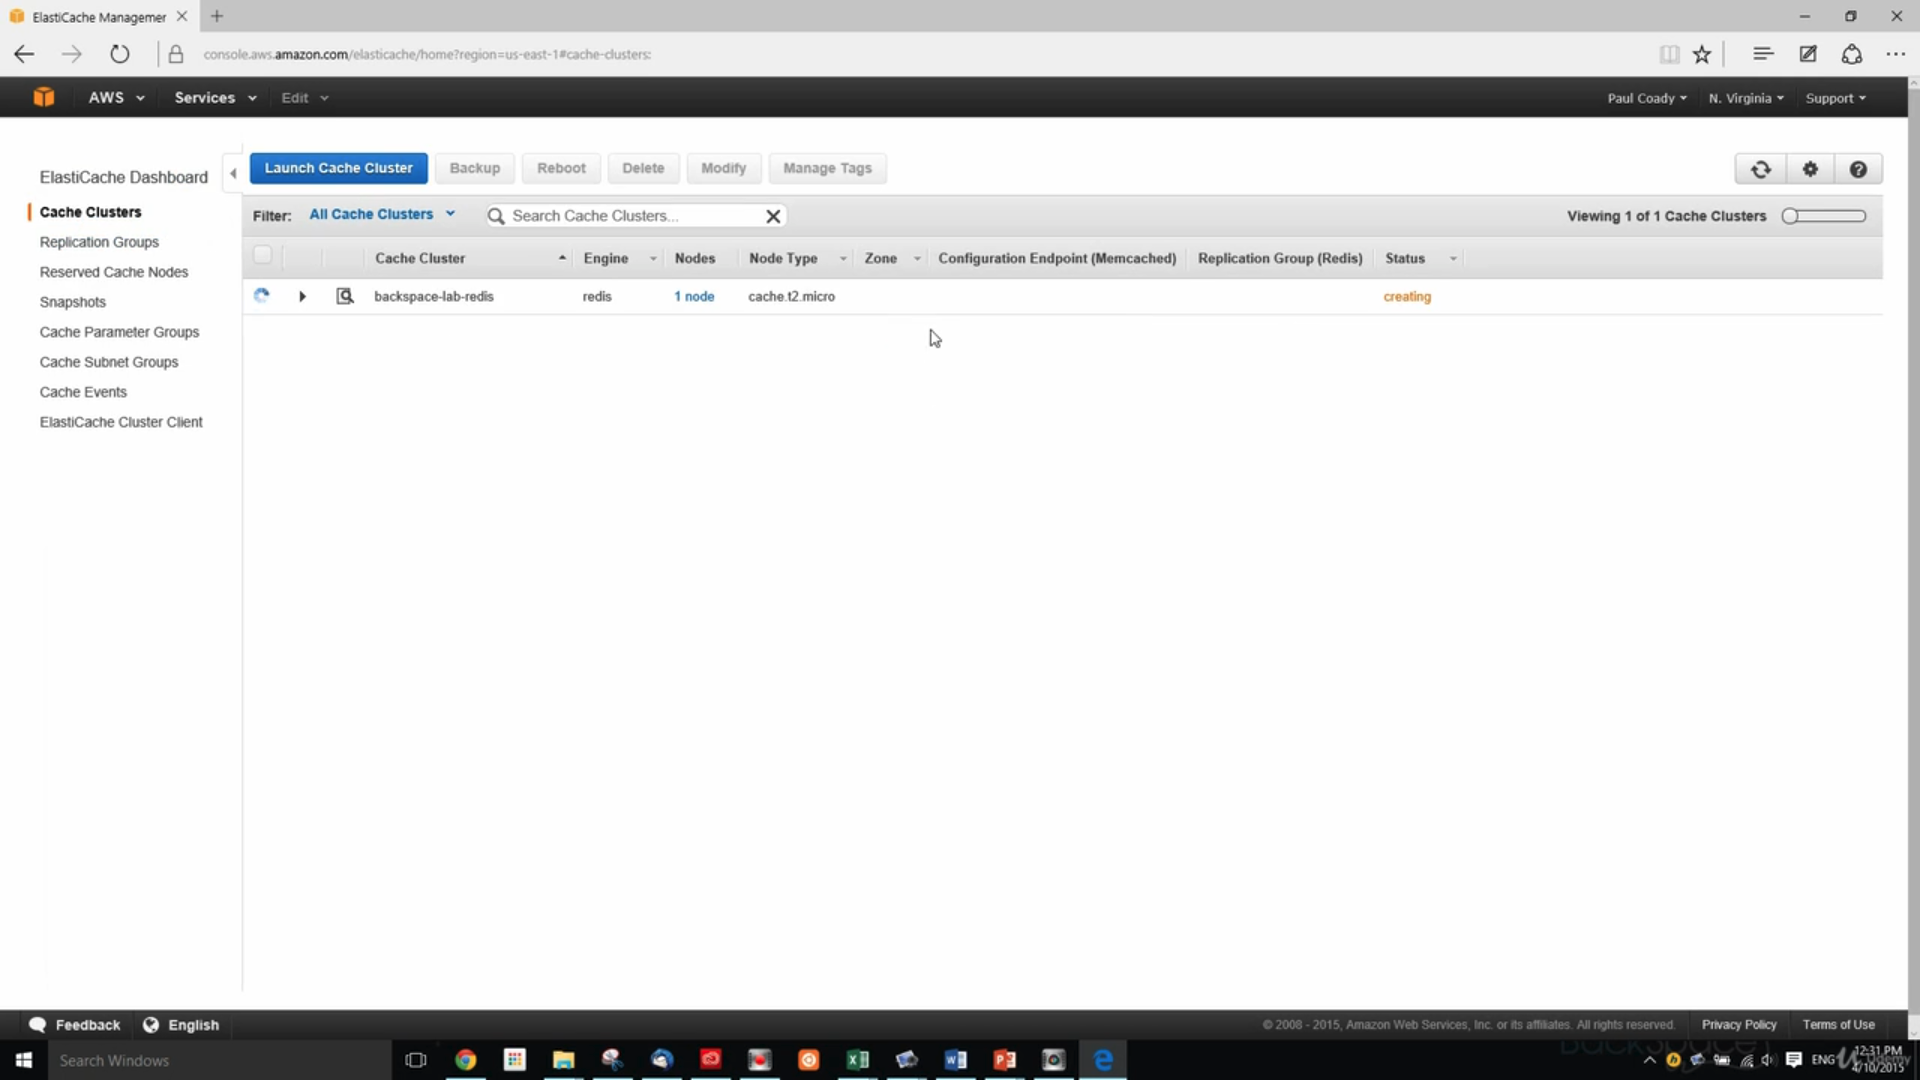 ElastiCache Managemer
console.aws.amazon.com/elasticache/home?region=us-east-1#cache-clusters:
AWS Services Edit Paul Coady N. Virginia Support
ElastiCache Dashboard
Cache Clusters
Replication Groups
Reserved Cache Nodes
Snapshots
Cache Parameter Groups
Cache Subnet Groups
Cache Events
ElastiCache Cluster Client
Launch Cache Cluster Backup Reboot Delete Modify Manage Tags
Filter: All Cache Clusters Search Cache Clusters... Viewing 1 of 1 Cache Clusters
Cache Cluster Engine Nodes Node Type Zone Configuration Endpoint (Memcached) Replication Group (Redis) Status
backspace-lab-redis redis 1 node cache.t2.micro creating
Feedback English © 2008 - 2015, Amazon Web Services, Inc. or its affiliates. All rights reserved. Privacy Policy Terms of Use
Search Windows ENG 12:31 PM
4/10/2015